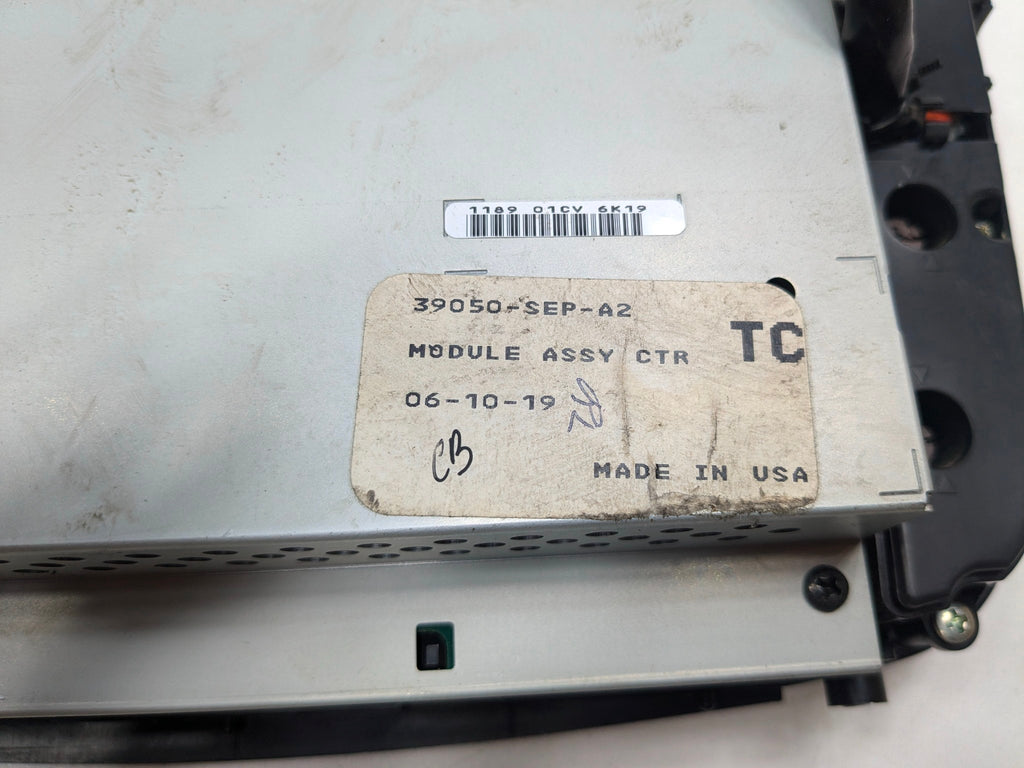 1189 01CV 6K19
39050-SEP-A2
TC
MODULE ASSY CTR
06-10-19
CB
MADE IN USA